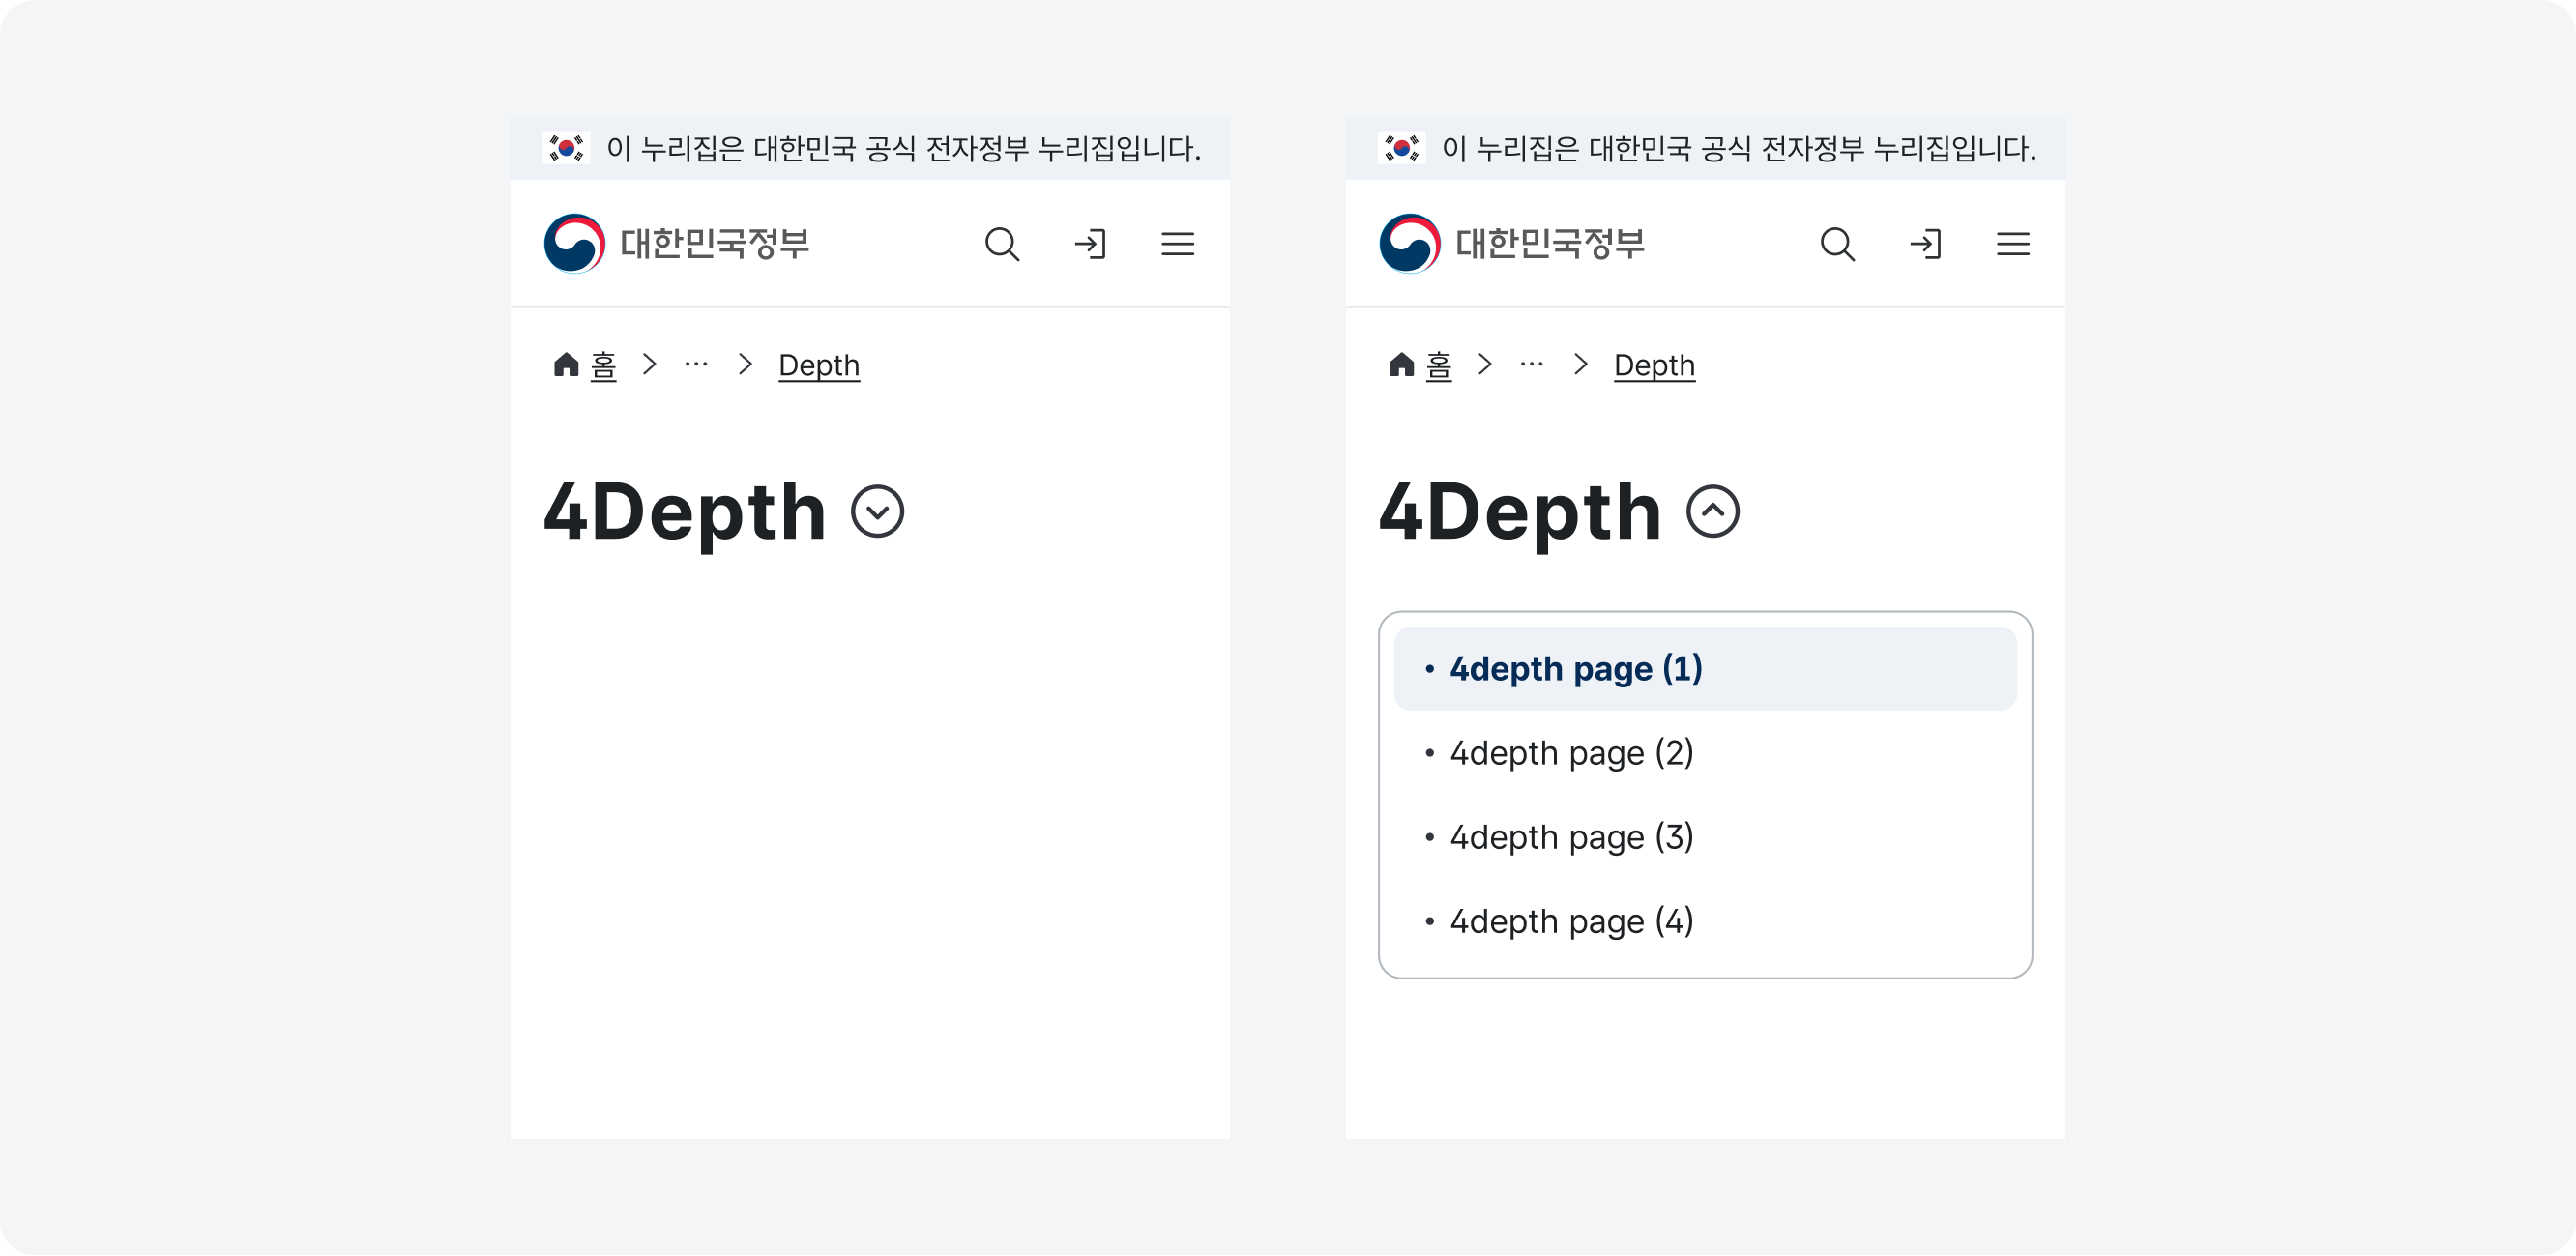 이 누리집은 대한민국 공식 전자정부 누리집입니다.
대한민국정부
홈 > ··· > Depth
4Depth
이 누리집은 대한민국 공식 전자정부 누리집입니다.
대한민국정부
홈 > ··· > Depth
4Depth
• 4depth page (1)
• 4depth page (2)
• 4depth page (3)
• 4depth page (4)